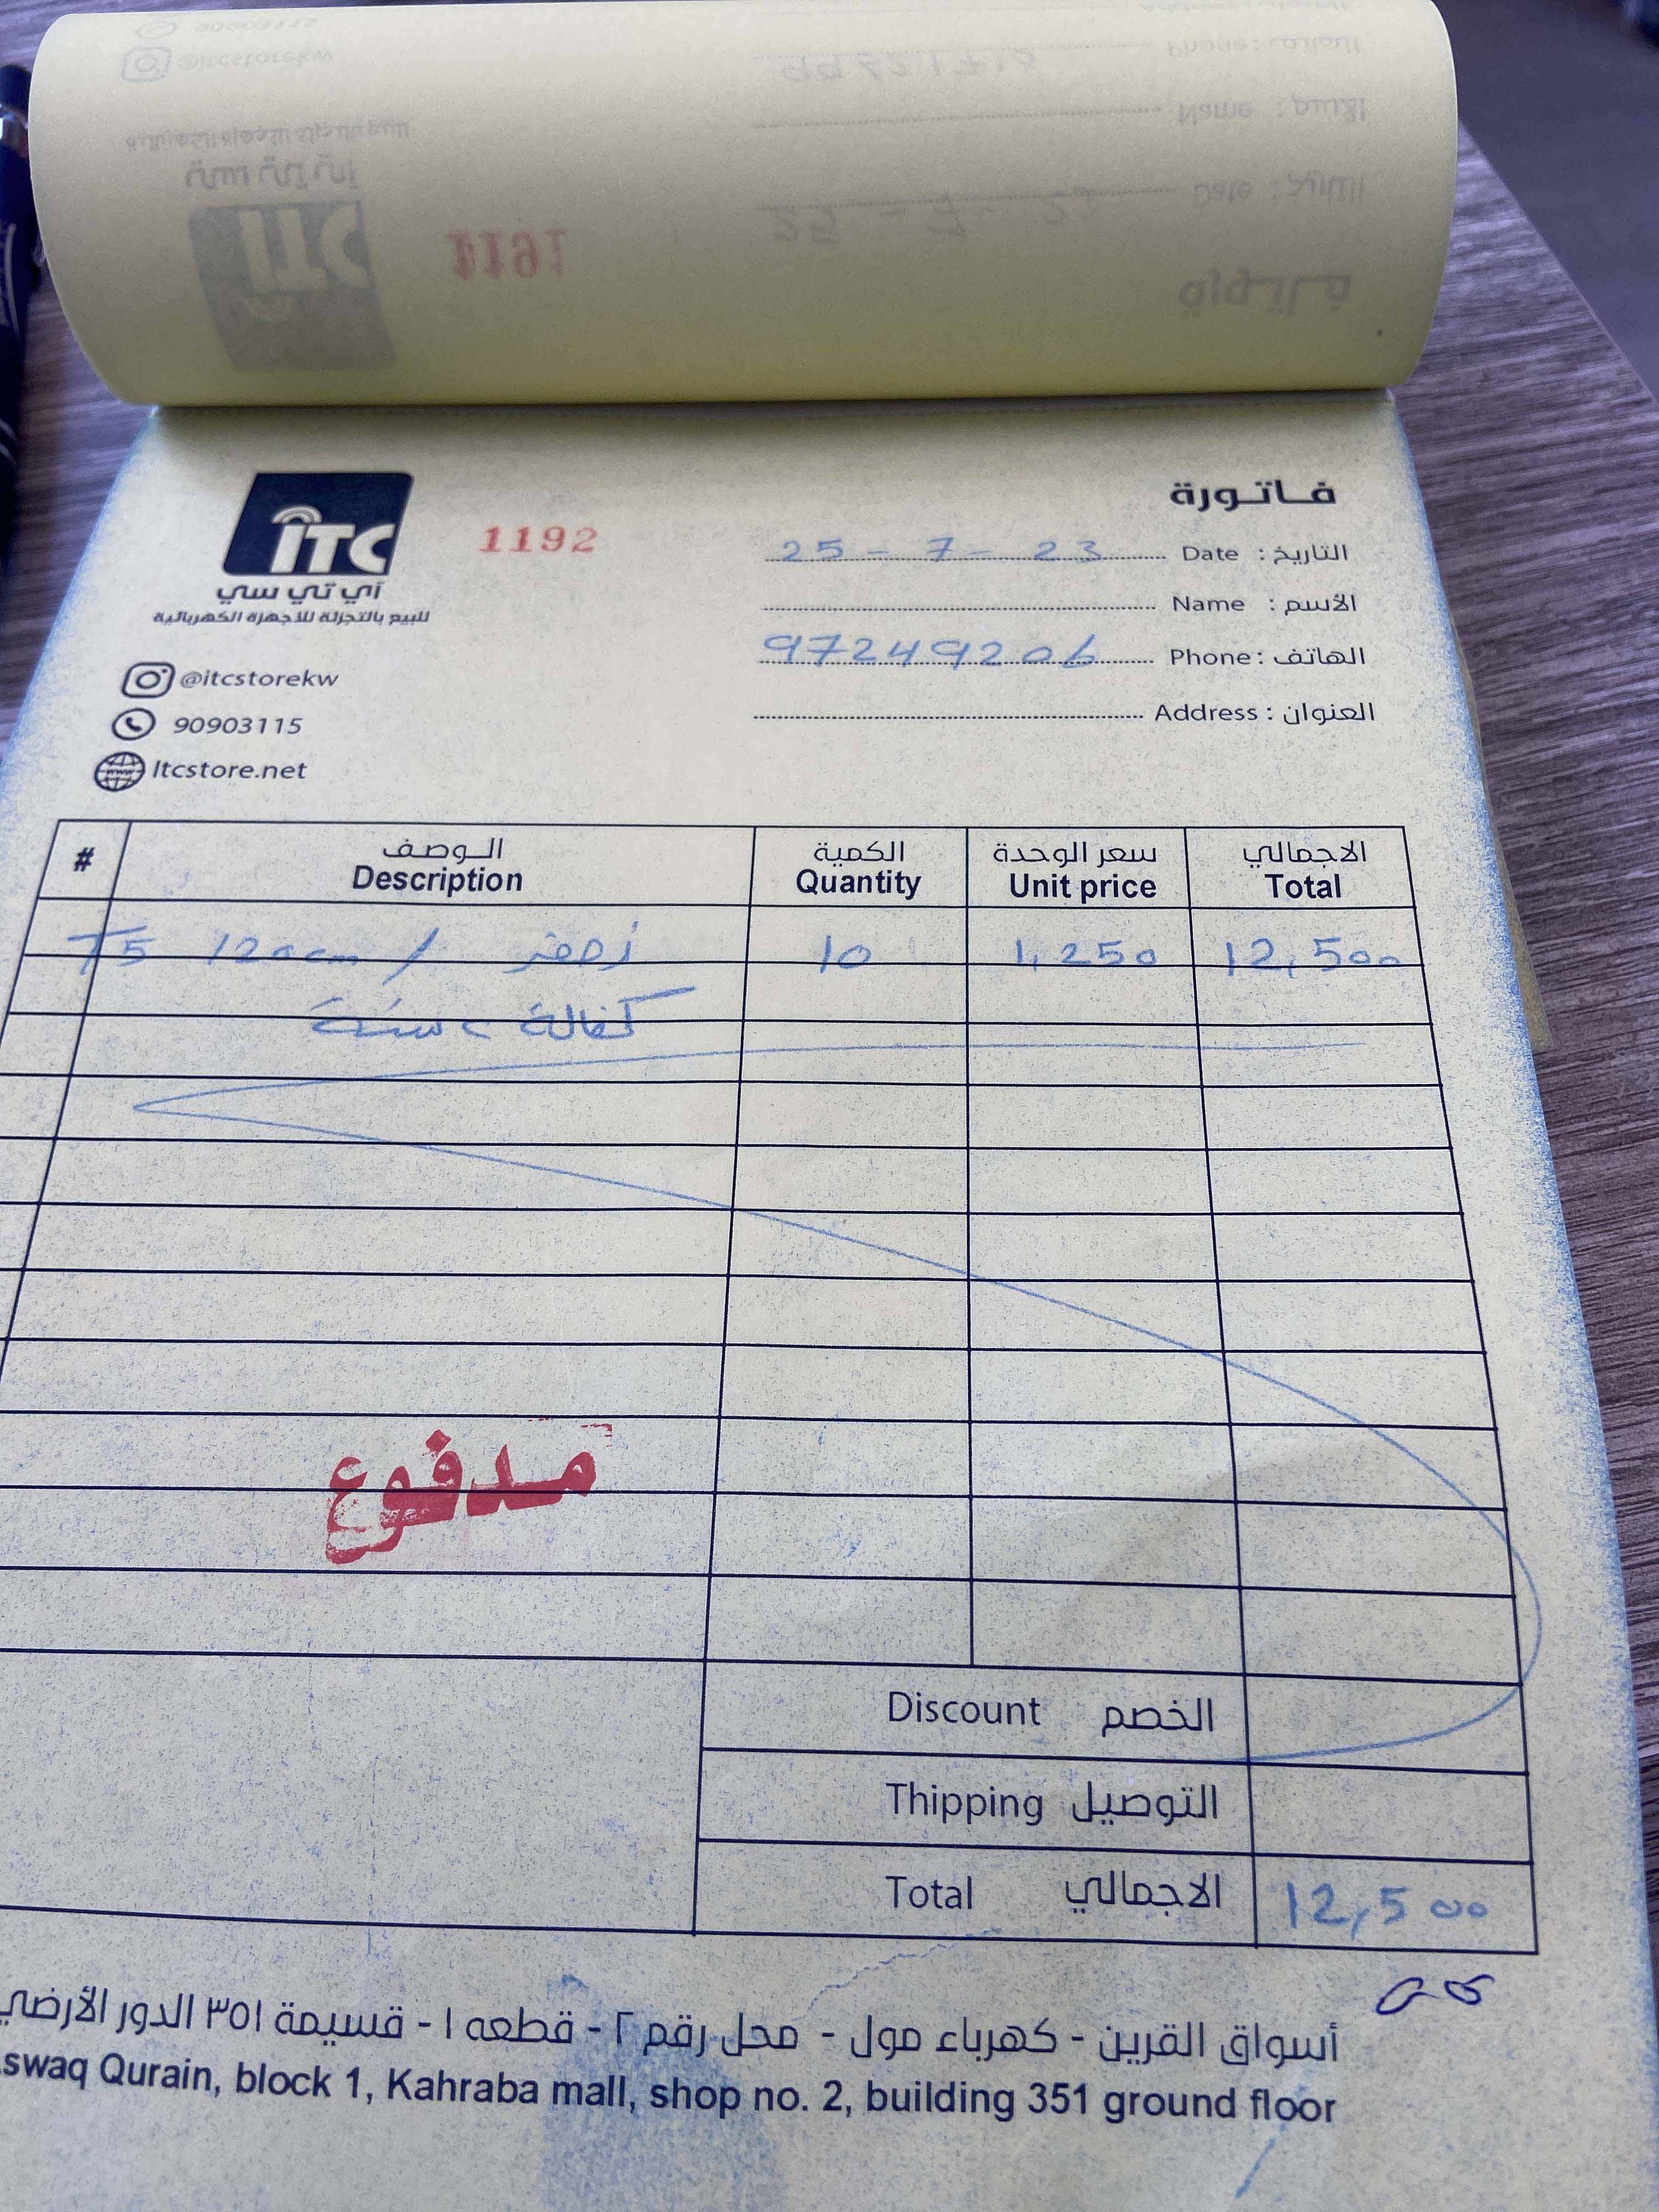 فاتورة
ITC
آي تي سي
للبيع بالتجزئة للأجهزة الكهربائية
1192
25 - 7 - 23 Date : التاريخ
Name : الأسم
97249206 Phone : الهاتف
Address : العنوان
@itcstorekw
90903115
Itcstore.net
# الوصف الكمية سعر الوحدة الاجمالي
Description Quantity Unit price Total
T5 120cm / أصفر 10 1,250 12,500
كفالة ٢ سنة
مدفوع
Discount الخصم
Thipping التوصيل
Total الاجمالي 12,500
أسواق القرين - كهرباء مول - محل رقم ٢ - قطعه ١ - قسيمة ٣٥١ الدور الأرضي
swaq Qurain, block 1, Kahraba mall, shop no. 2, building 351 ground floor